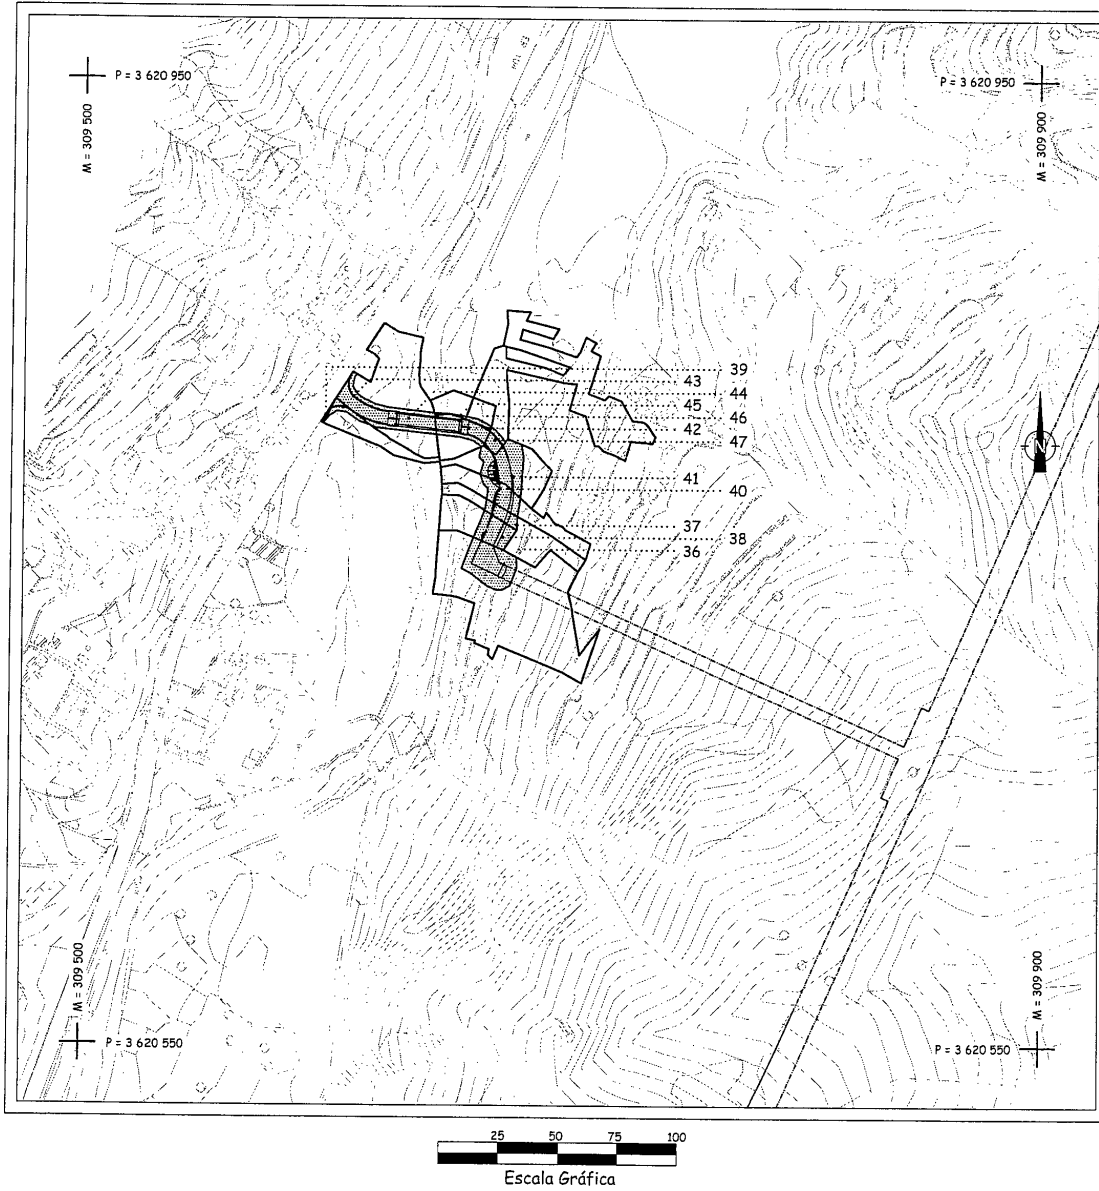 P = 3 620 950
P = 3 620 950
M = 309 500
M = 309 900
39
43
44
45
46
42
47
41
40
37
38
36
N
M = 309 500
M = 309 900
P = 3 620 550
P = 3 620 550
25 50 75 100
Escala Gráfica